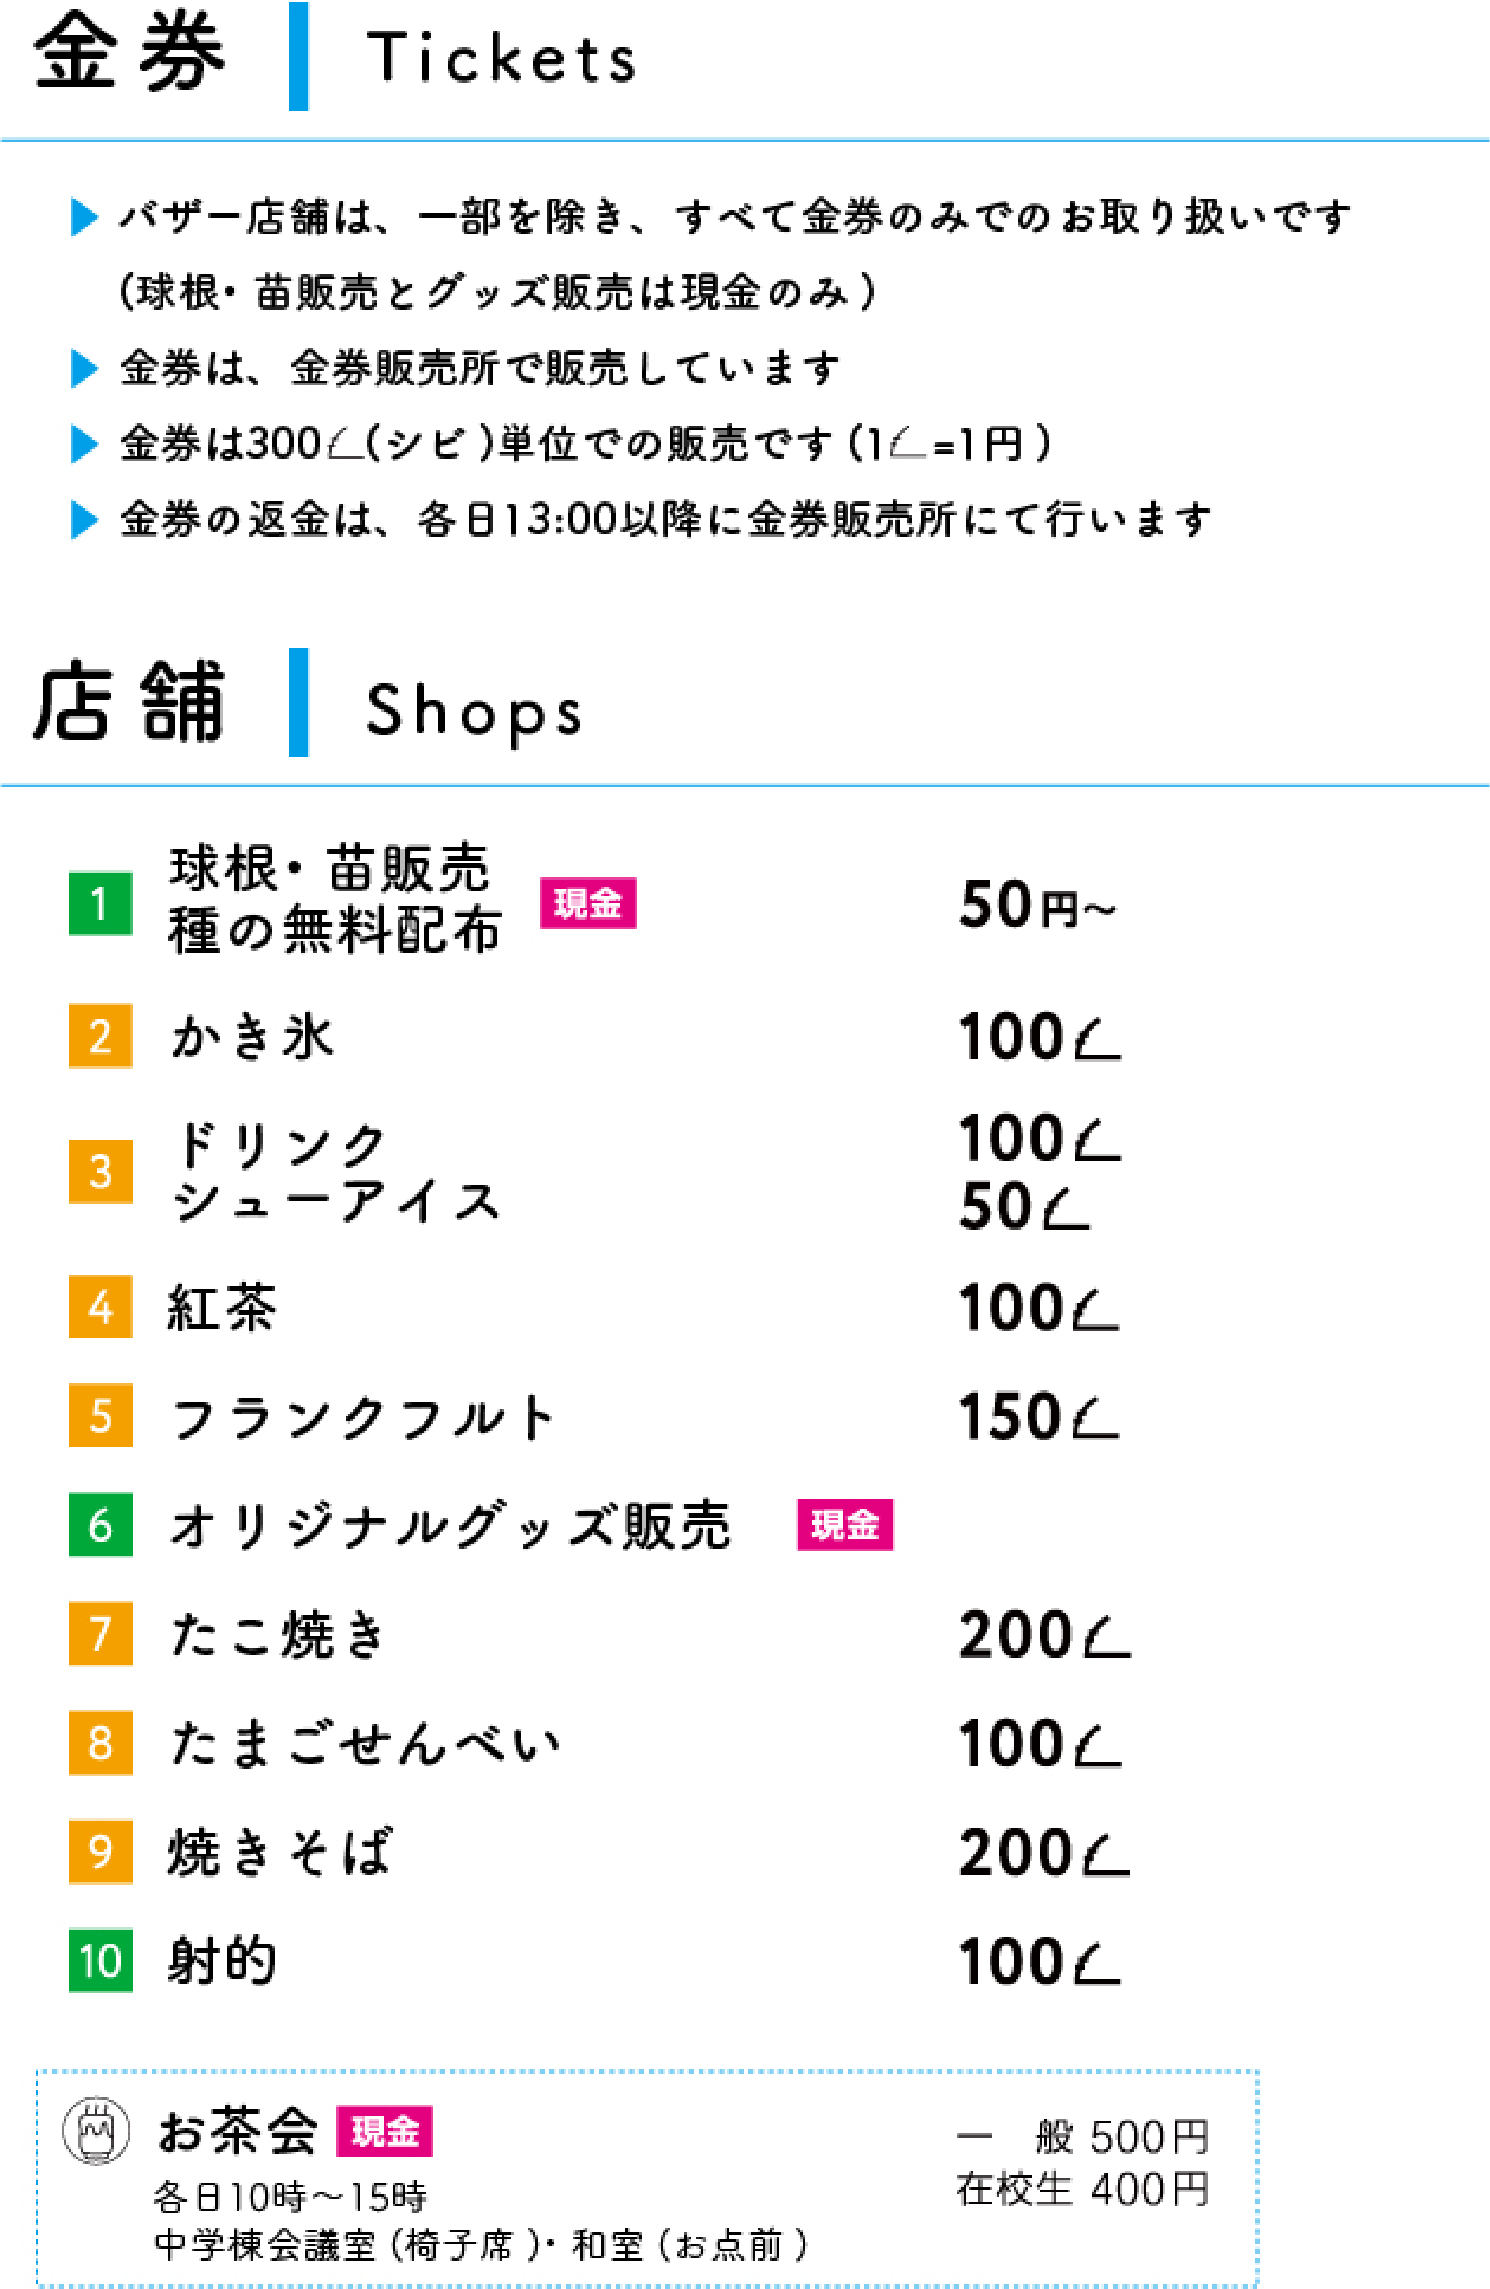 金券 Tickets
バザー店舗は、一部を除き、すべて金券のみでのお取り扱いです
(球根・苗販売とグッズ販売は現金のみ)
金券は、金券販売所で販売しています
金券は300㇄(シビ)単位での販売です(1㇄=1円)
金券の返金は、各日13:00以降に金券販売所にて行います
店舗 Shops
1 球根・苗販売
種の無料配布 現金 50円～
2 かき氷 100㇄
3 ドリンク 100㇄
シューアイス 50㇄
4 紅茶 100㇄
5 フランクフルト 150㇄
6 オリジナルグッズ販売 現金
7 たこ焼き 200㇄
8 たまごせんべい 100㇄
9 焼きそば 200㇄
10 射的 100㇄
お茶会 現金 一般 500円
在校生 400円
各日10時～15時
中学棟会議室(椅子席)・和室(お点前)